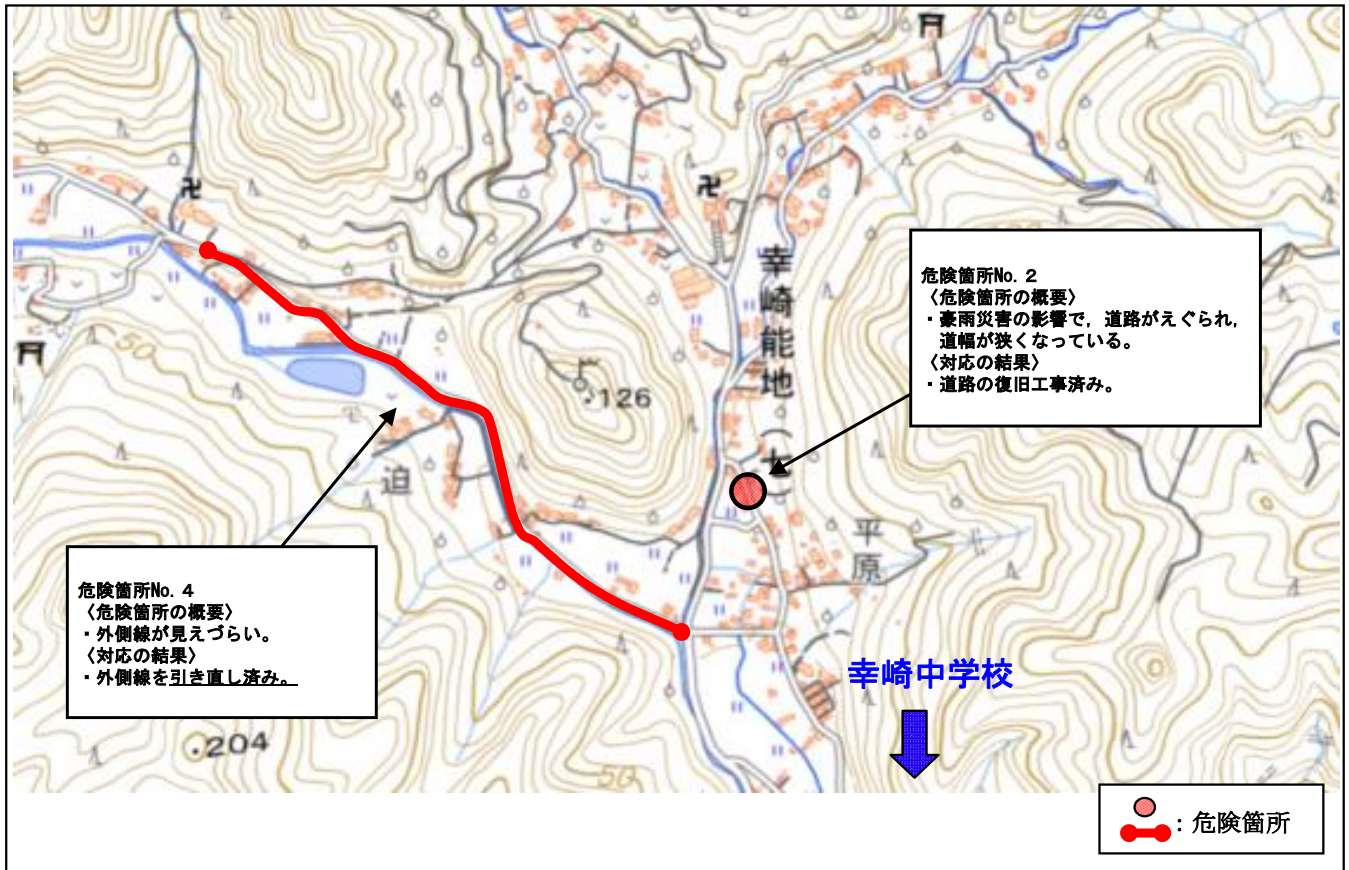 幸崎能地(七)
危険箇所No. 2
〈危険箇所の概要〉
・豪雨災害の影響で,道路がえぐられ,
道幅が狭くなっている。
〈対応の結果〉
・道路の復旧工事済み。
50
126
迫
平原
危険箇所No. 4
〈危険箇所の概要〉
・外側線が見えづらい。
〈対応の結果〉
・外側線を引き直し済み。
幸崎中学校
204
50
:危険箇所